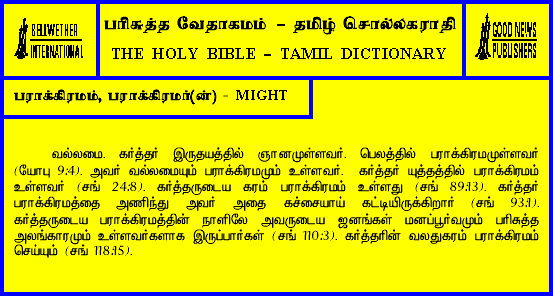 BELLWETHER
INTERNATIONAL
பரிசுத்த வேதாகமம் – தமிழ் சொல்லகராதி
THE HOLY BIBLE – TAMIL DICTIONARY
GOOD NEWS
PUBLISHERS
பராக்கிரமம், பராக்கிரமர்(ன்) - MIGHT
வல்லமை. கர்த்தர் இருதயத்தில் ஞானமுள்ளவர். பெலத்தில் பராக்கிரமமுள்ளவர்
(யோபு 9:4). அவர் வல்லமையும் பராக்கிரமமும் உள்ளவர். கர்த்தர் யுத்தத்தில் பராக்கிரமம்
உள்ளவர் (சங் 24:8). கர்த்தருடைய கரம் பராக்கிரமம் உள்ளது (சங் 89:13). கர்த்தர்
பராக்கிரமத்தை அணிந்து அவர் அதை கச்சையாய் கட்டியிருக்கிறார் (சங் 93:1).
கர்த்தருடைய பராக்கிரமத்தின் நாளிலே அவருடைய ஜனங்கள் மனப்பூர்வமும் பரிசுத்த
அலங்காரமும் உள்ளவர்களாக இருப்பார்கள் (சங் 110:3). கர்த்தரின் வலதுகரம் பராக்கிரமம்
செய்யும் (சங் 118:15).